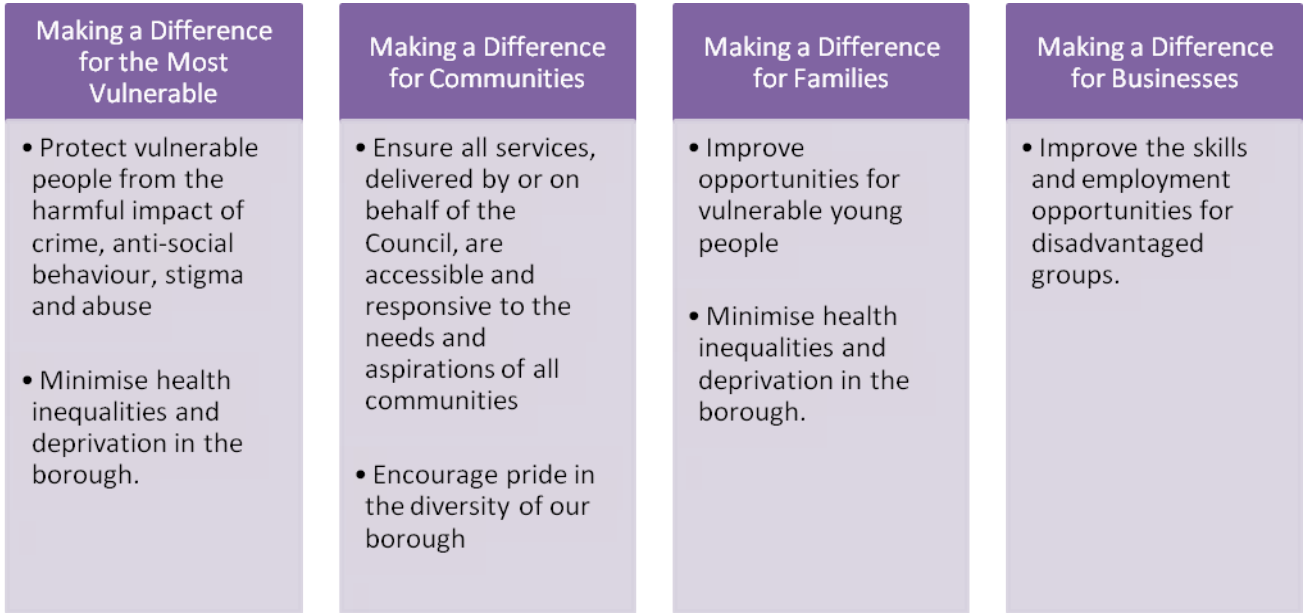 Making a Difference
for the Most
Vulnerable
• Protect vulnerable
people from the
harmful impact of
crime, anti-social
behaviour, stigma
and abuse
• Minimise health
inequalities and
deprivation in the
borough.
Making a Difference
for Communities
• Ensure all services,
delivered by or on
behalf of the
Council, are
accessible and
responsive to the
needs and
aspirations of all
communities
• Encourage pride in
the diversity of our
borough
Making a Difference
for Families
• Improve
opportunities for
vulnerable young
people
• Minimise health
inequalities and
deprivation in the
borough.
Making a Difference
for Businesses
• Improve the skills
and employment
opportunities for
disadvantaged
groups.